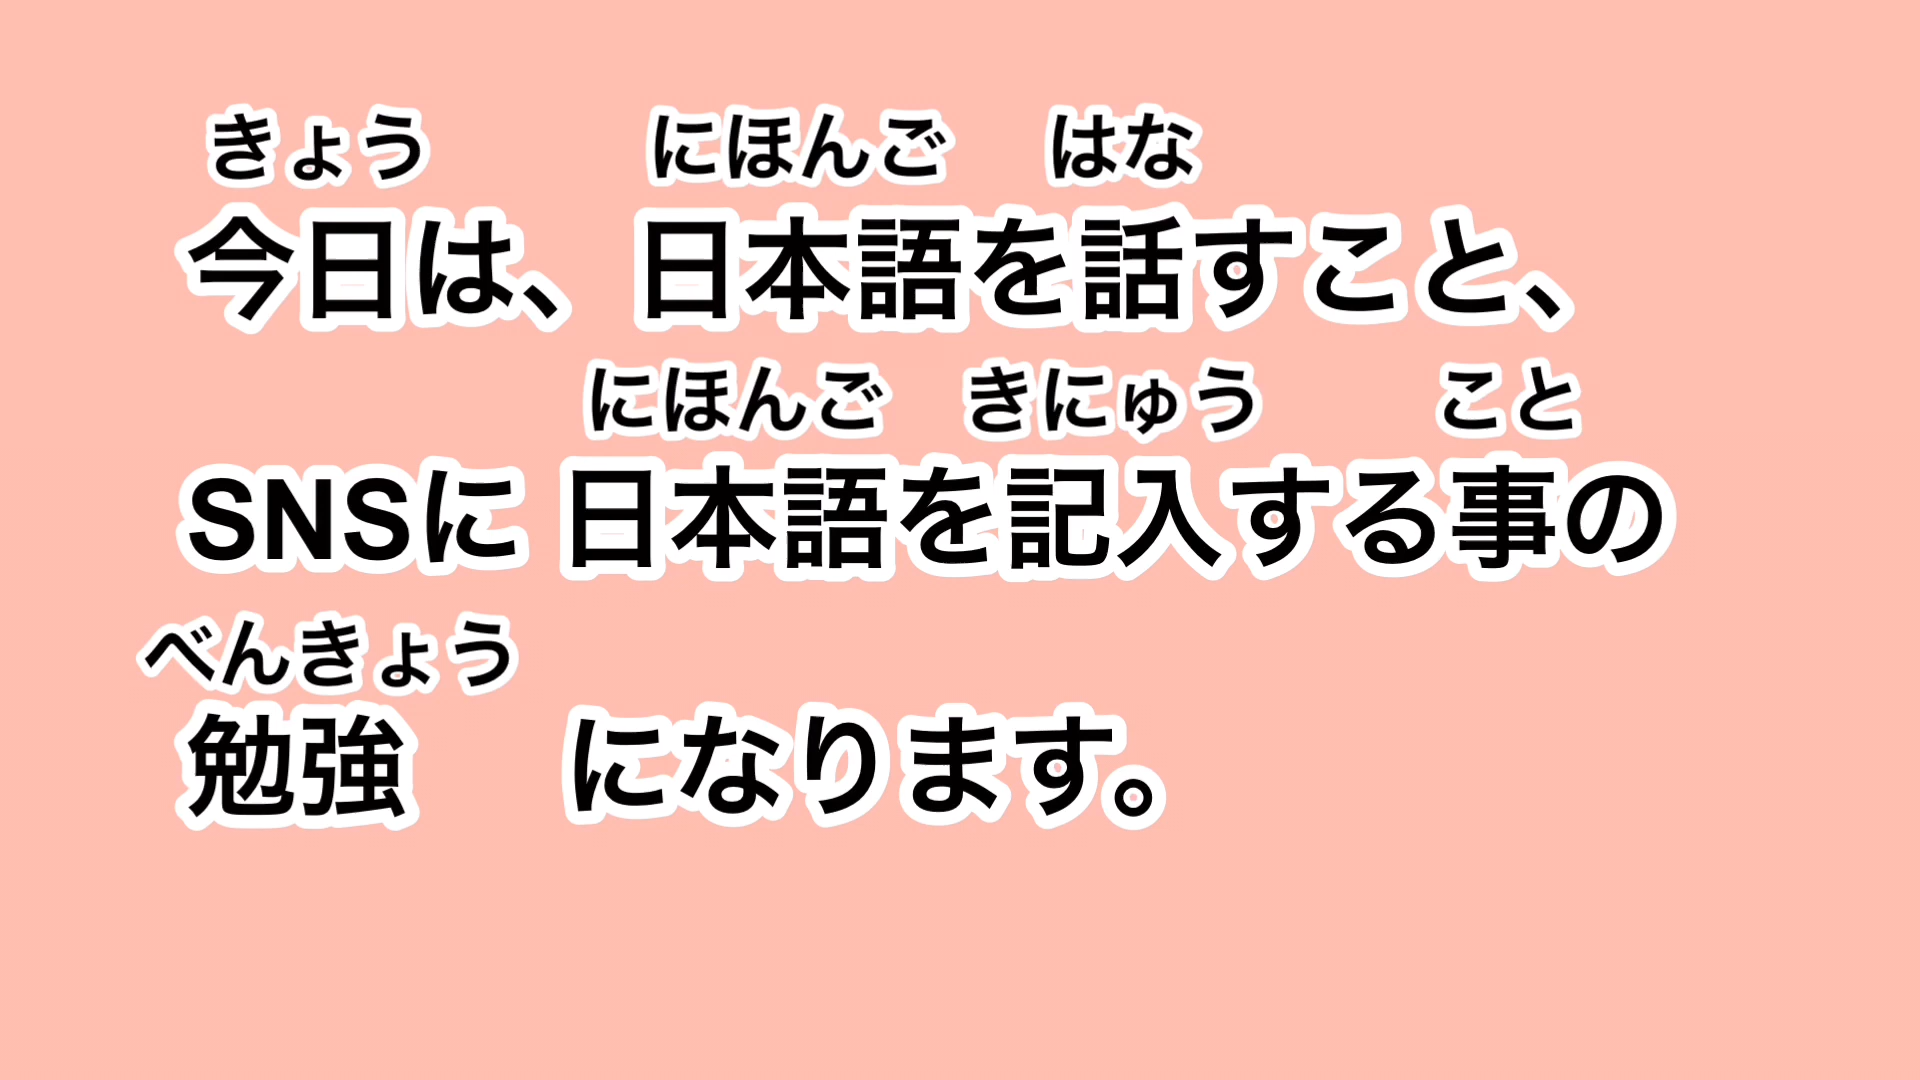 きょう にほんご はな
今日は、日本語を話すこと、
にほんご きにゅう こと
SNSに 日本語を記入する事の
べんきょう
勉強 になります。